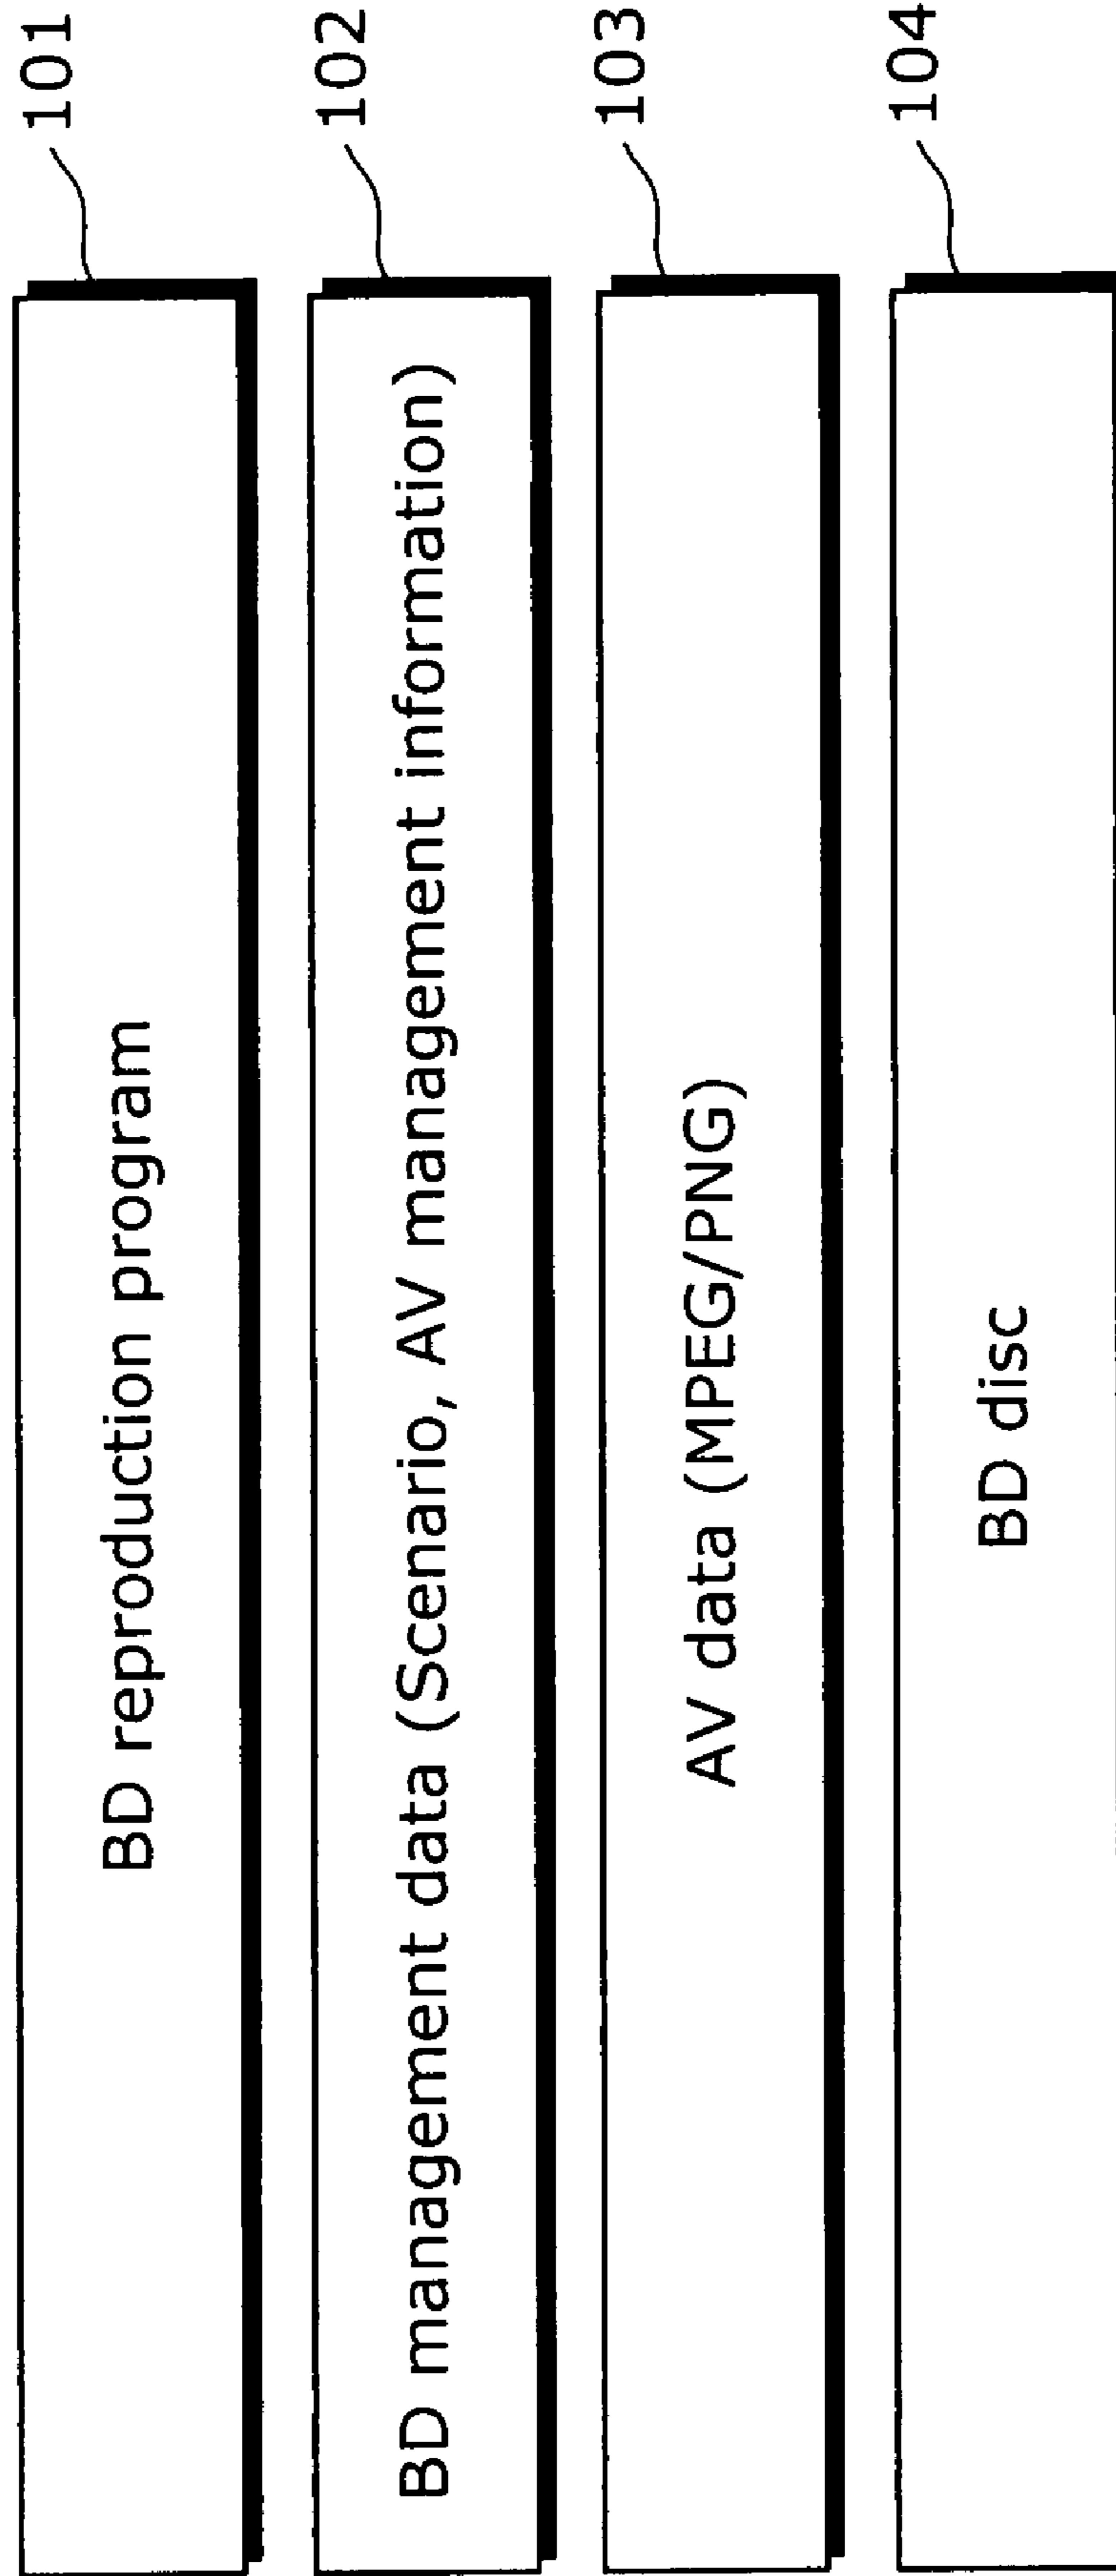 BD reproduction program
101
BD management data (Scenario, AV management information)
102
AV data (MPEG/PNG)
103
BD disc
104